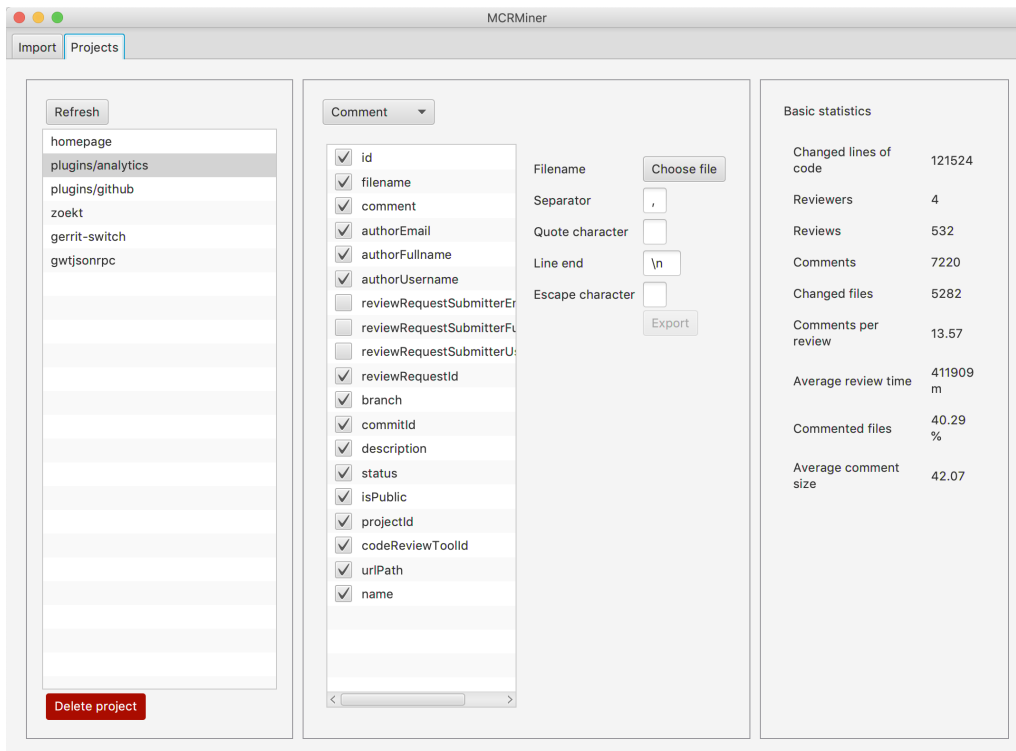 MCRMiner
Import Projects
Refresh
homepage
plugins/analytics
plugins/github
zoekt
gerrit-switch
gwtjsonrpc
Delete project
Comment
id
filename
comment
authorEmail
authorFullname
authorUsername
reviewRequestSubmitterEr
reviewRequestSubmitterFu
reviewRequestSubmitterUs
reviewRequestId
branch
commitId
description
status
isPublic
projectId
codeReviewToolId
urlPath
name
Filename Choose file
Separator ,
Quote character
Line end \n
Escape character
Export
Basic statistics
Changed lines of
code 121524
Reviewers 4
Reviews 532
Comments 7220
Changed files 5282
Comments per
review 13.57
Average review time 411909
m
Commented files 40.29
%
Average comment
size 42.07